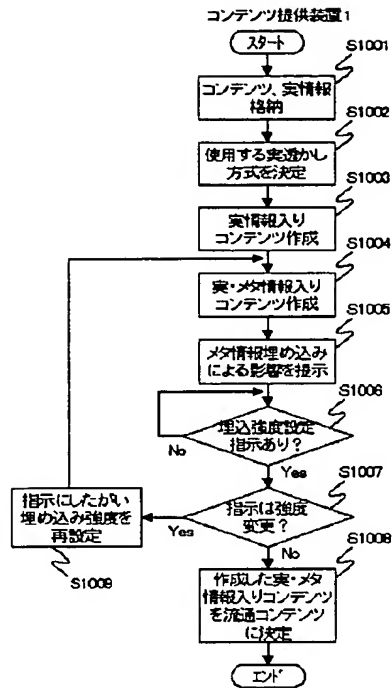 コンテンツ提供装置1
スタート
S1001
コンテンツ、実情報
格納
S1002
使用する実透かし
方式を決定
S1003
実情報入り
コンテンツ作成
S1004
実・メタ情報入り
コンテンツ作成
S1005
メタ情報埋め込み
による影響を提示
S1006
埋込強度設定
指示あり?
No
Yes
S1007
指示は強度
変更?
Yes
No
指示にしたがい
埋め込み強度を
再設定
S1009
S1008
作成した実・メタ
情報入りコンテンツ
を流通コンテンツ
に決定
エンド